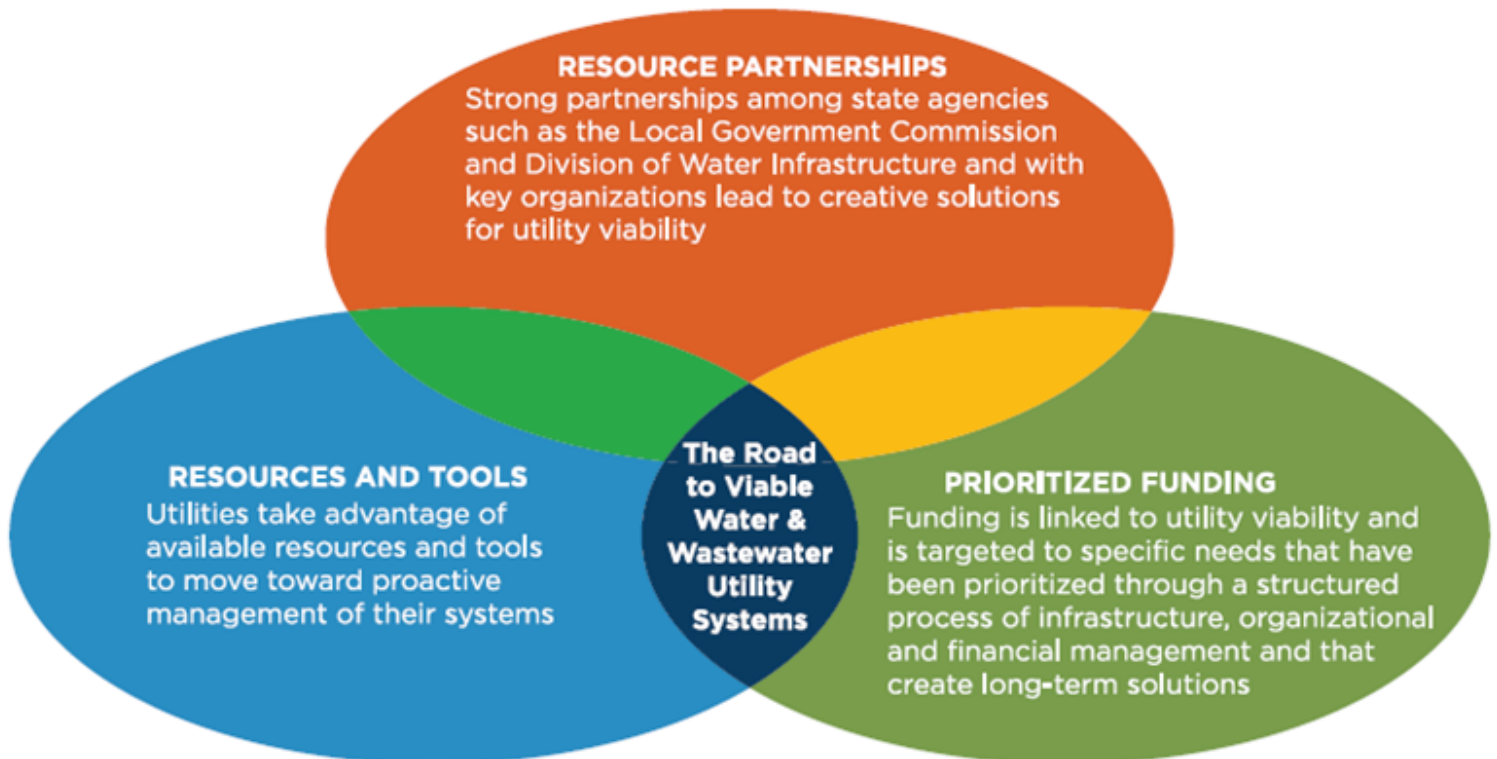 RESOURCE PARTNERSHIPS
Strong partnerships among state agencies
such as the Local Government Commission
and Division of Water Infrastructure and with
key organizations lead to creative solutions
for utility viability
RESOURCES AND TOOLS
Utilities take advantage of
available resources and tools
to move toward proactive
management of their systems
The Road
to Viable
Water &
Wastewater
Utility
Systems
PRIORITIZED FUNDING
Funding is linked to utility viability and
is targeted to specific needs that have
been prioritized through a structured
process of infrastructure, organizational
and financial management and that
create long-term solutions